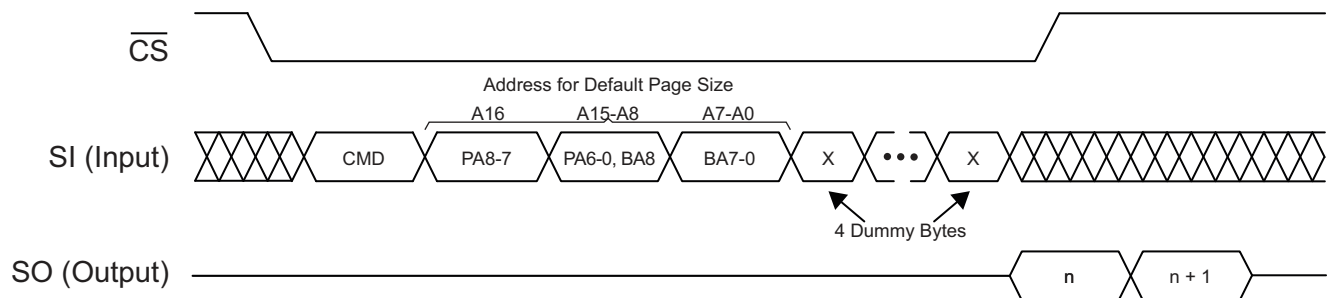 CS
Address for Default Page Size
A16 A15-A8 A7-A0
SI (Input) CMD PA8-7 PA6-0, BA8 BA7-0 X ••• X
4 Dummy Bytes
SO (Output) n n + 1